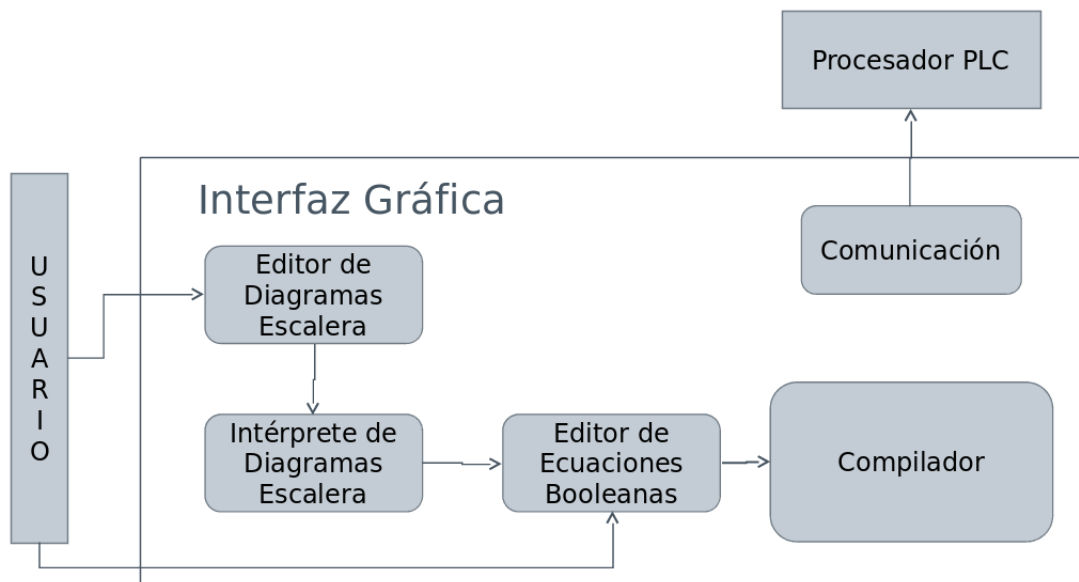 Procesador PLC
Interfaz Gráfica
Comunicación
U
S
U
A
R
I
O
Editor de
Diagramas
Escalera
Intérprete de
Diagramas
Escalera
Editor de
Ecuaciones
Booleanas
Compilador